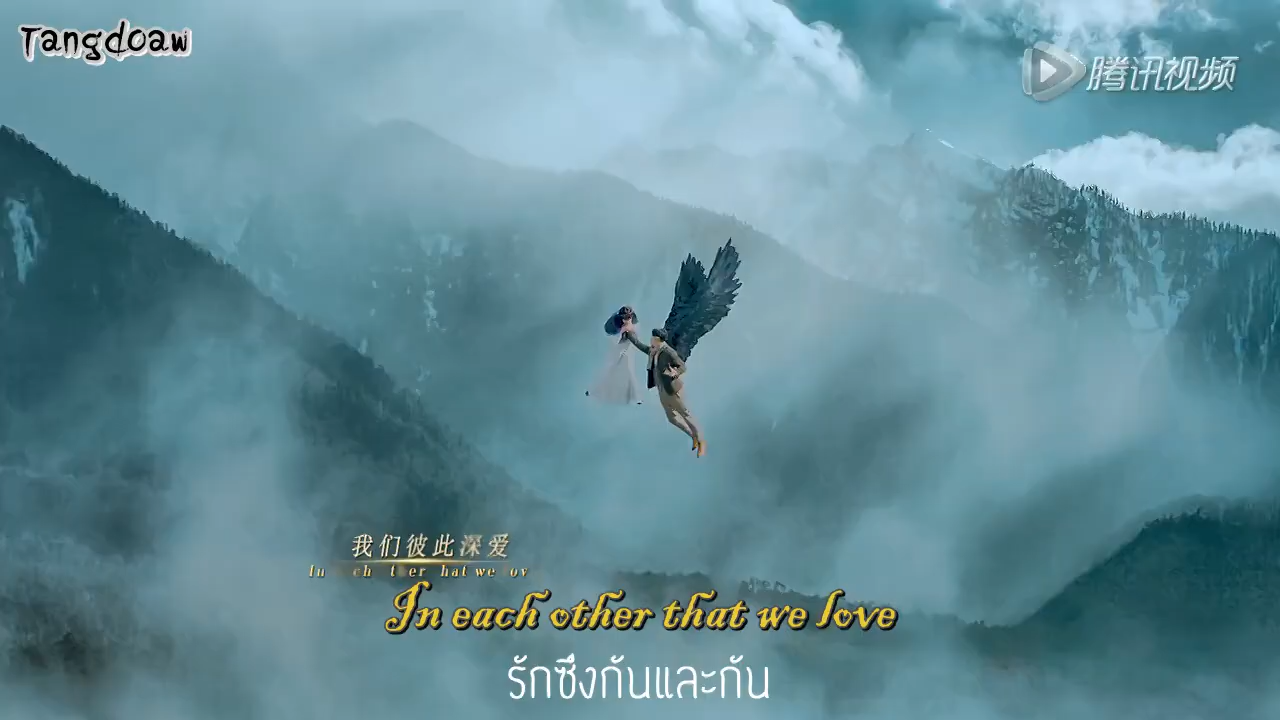 Tangdoaw
腾讯视频
我们彼此深爱
In each other that we love
รักซึ่งกันและกัน